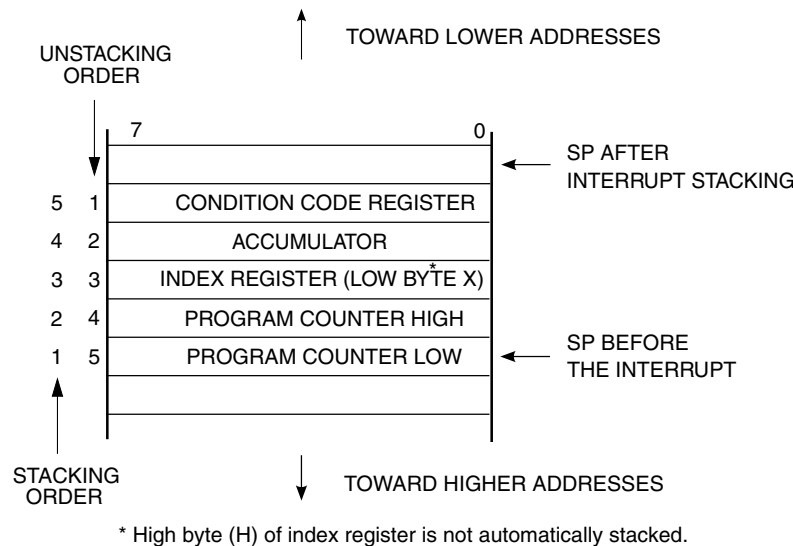 TOWARD LOWER ADDRESSES
UNSTACKING
ORDER
7 0
SP AFTER
INTERRUPT STACKING
5 1 CONDITION CODE REGISTER
4 2 ACCUMULATOR
3 3 INDEX REGISTER (LOW BYTE X)*
2 4 PROGRAM COUNTER HIGH
1 5 PROGRAM COUNTER LOW
SP BEFORE
THE INTERRUPT
STACKING
ORDER
TOWARD HIGHER ADDRESSES
* High byte (H) of index register is not automatically stacked.